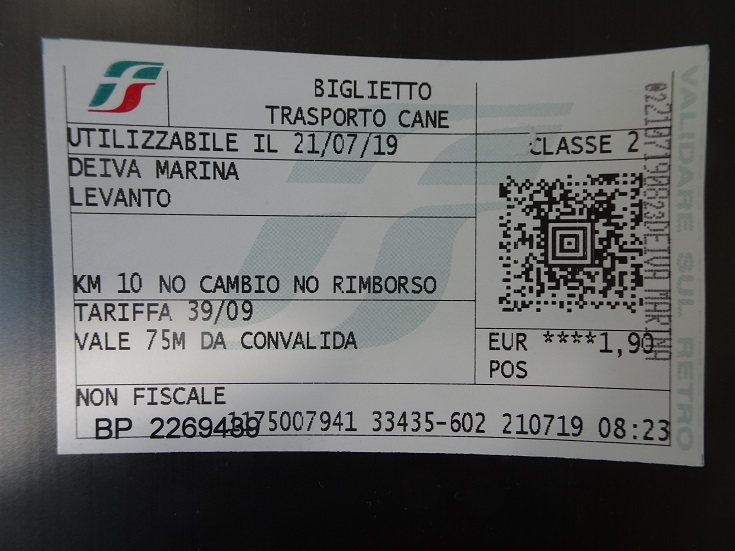 BIGLIETTO
TRASPORTO CANE
UTILIZZABILE IL 21/07/19
CLASSE 2
DEIVA MARINA
LEVANTO
KM 10 NO CAMBIO NO RIMBORSO
TARIFFA 39/09
VALE 75M DA CONVALIDA
EUR ****1,90
POS
NON FISCALE
BP 2269439
1175007941 33435-602 210719 08:23
VALIDARE SUL RETRO
DEIVA MARINA